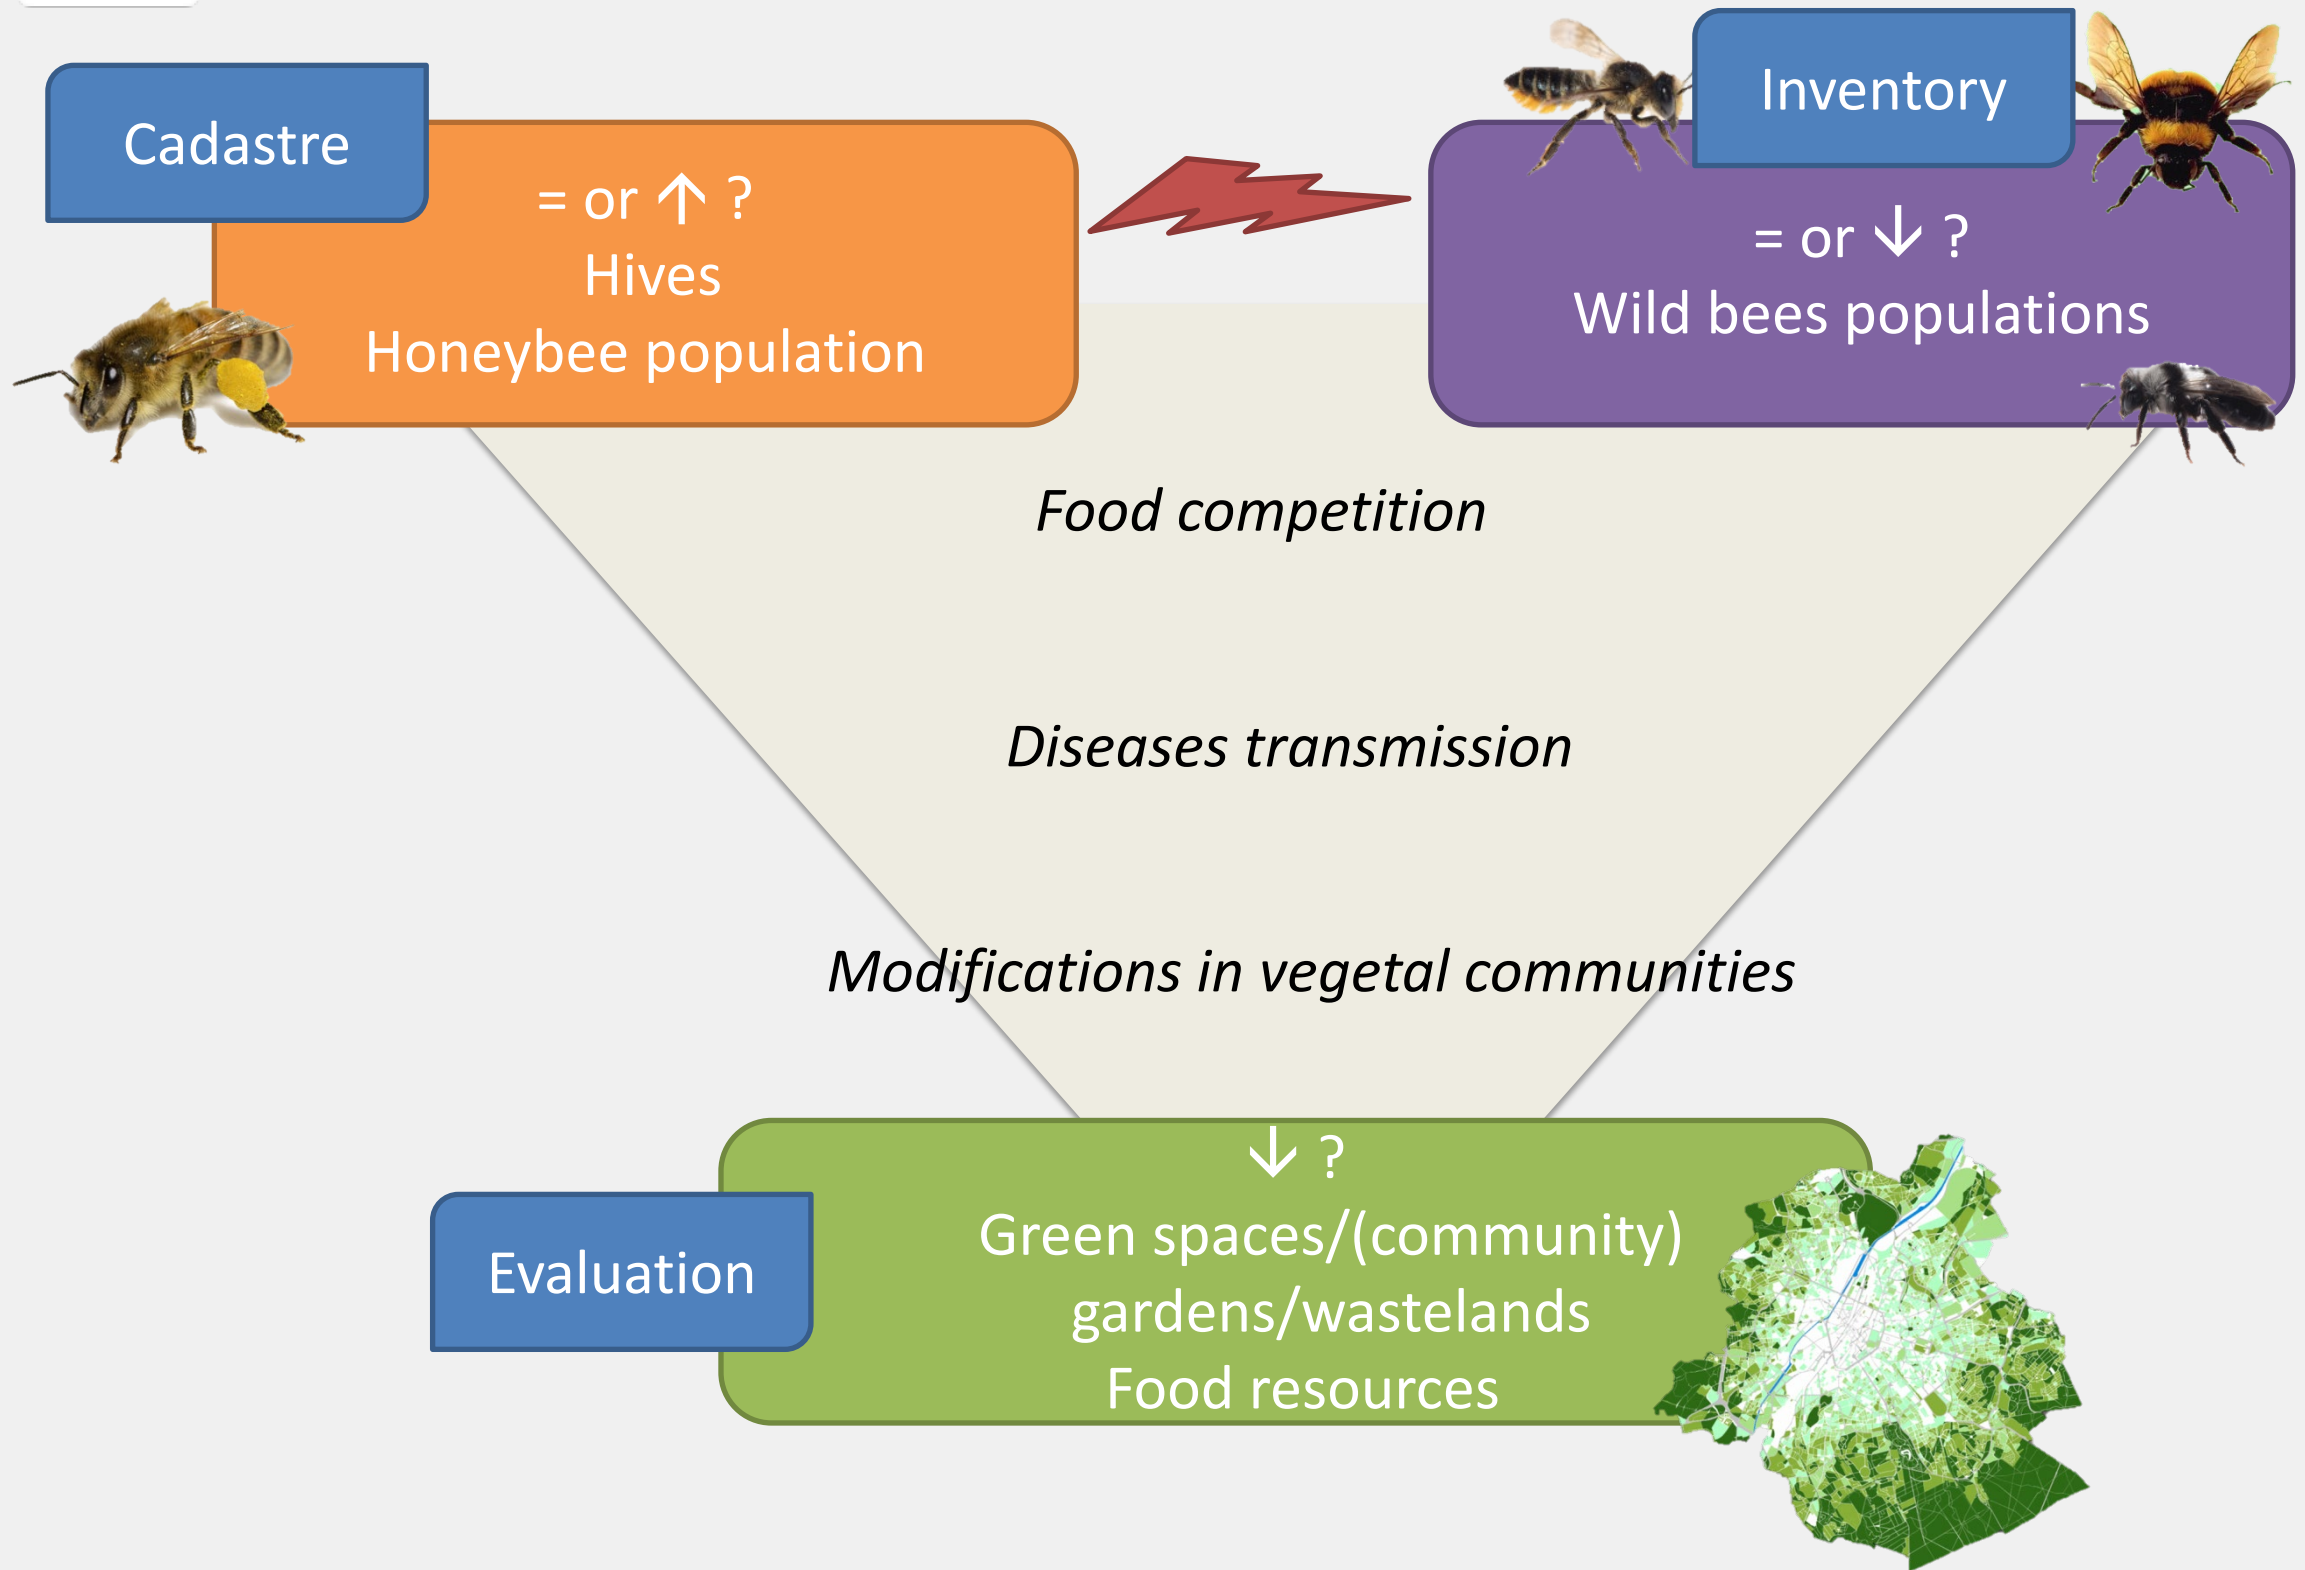 Cadastre
= or ↑ ?
Hives
Honeybee population
Inventory
= or ↓ ?
Wild bees populations
Food competition
Diseases transmission
Modifications in vegetal communities
↓ ?
Green spaces/(community)
gardens/wastelands
Food resources
Evaluation